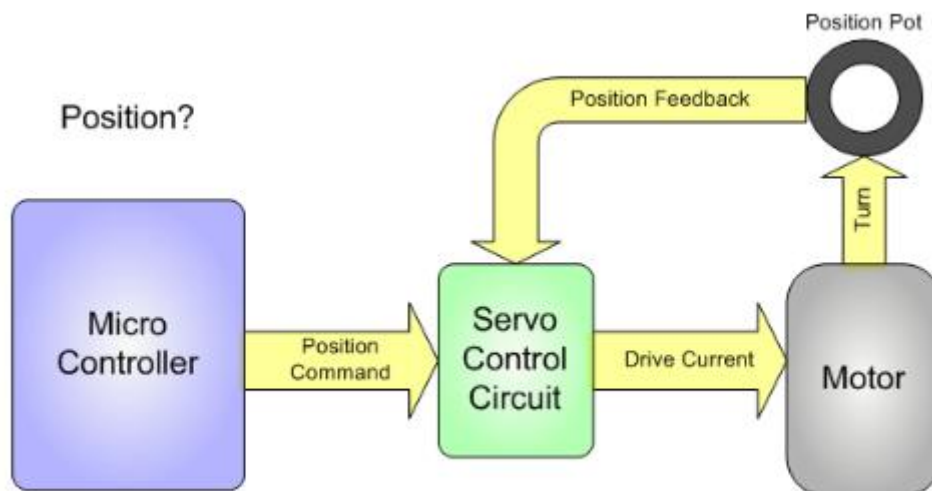 Position Pot
Position Feedback
Position?
Turn
Micro
Controller
Position
Command
Servo
Control
Circuit
Drive Current
Motor